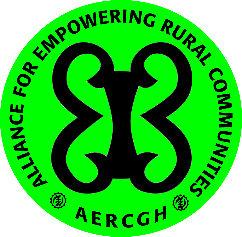 ALLIANCE FOR EMPOWERING RURAL COMMUNITIES
AERCGH